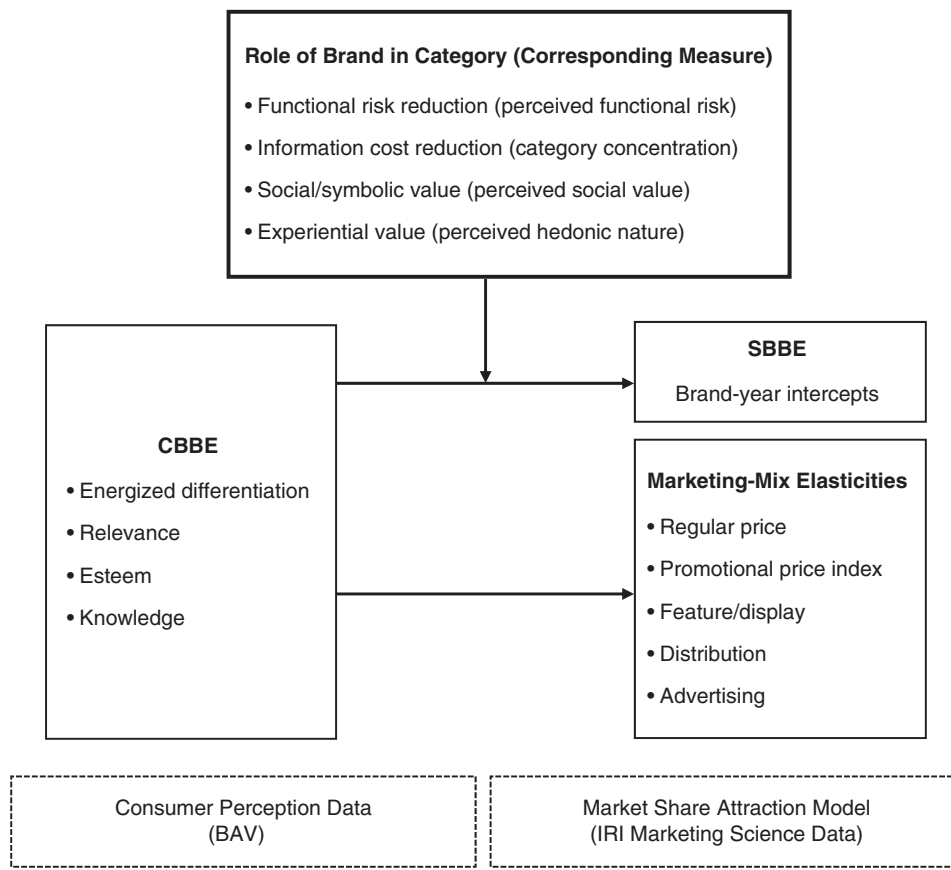 Role of Brand in Category (Corresponding Measure)
• Functional risk reduction (perceived functional risk)
• Information cost reduction (category concentration)
• Social/symbolic value (perceived social value)
• Experiential value (perceived hedonic nature)
CBBE
• Energized differentiation
• Relevance
• Esteem
• Knowledge
SBBE
Brand-year intercepts
Marketing-Mix Elasticities
• Regular price
• Promotional price index
• Feature/display
• Distribution
• Advertising
Consumer Perception Data
(BAV)
Market Share Attraction Model
(IRI Marketing Science Data)